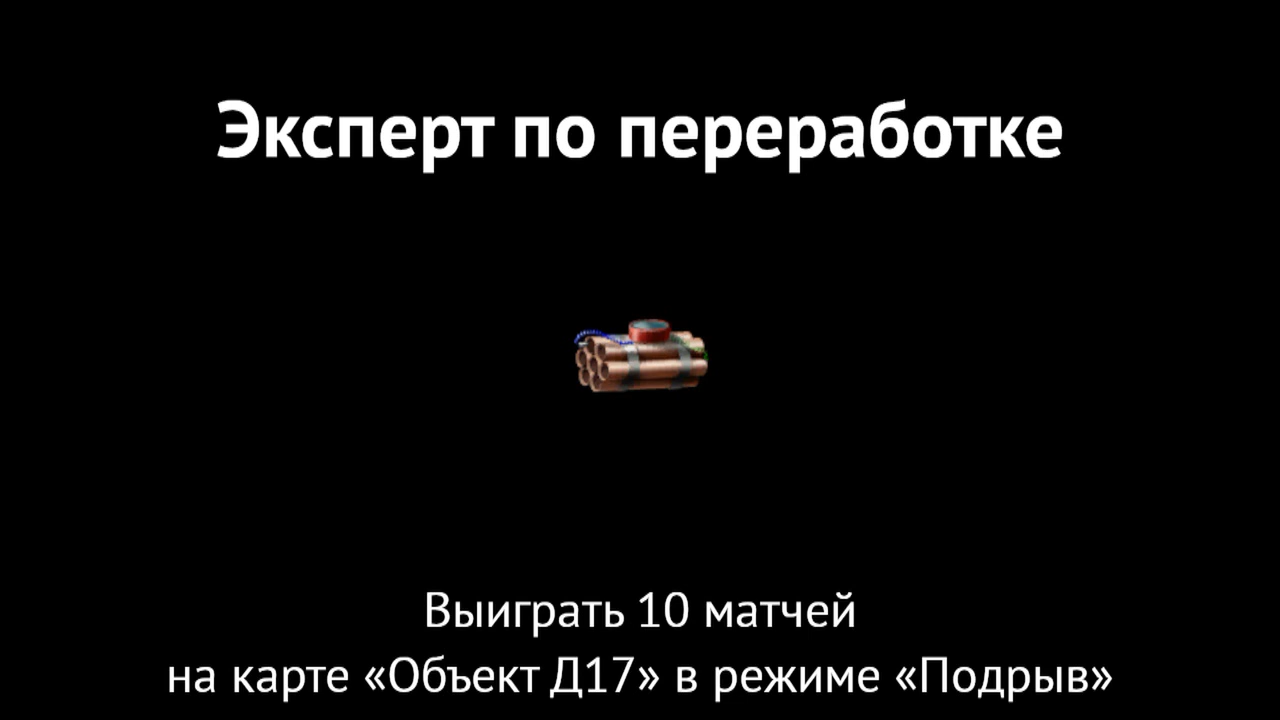 Эксперт по переработке
Выиграть 10 матчей
на карте «Объект Д17» в режиме «Подрыв»